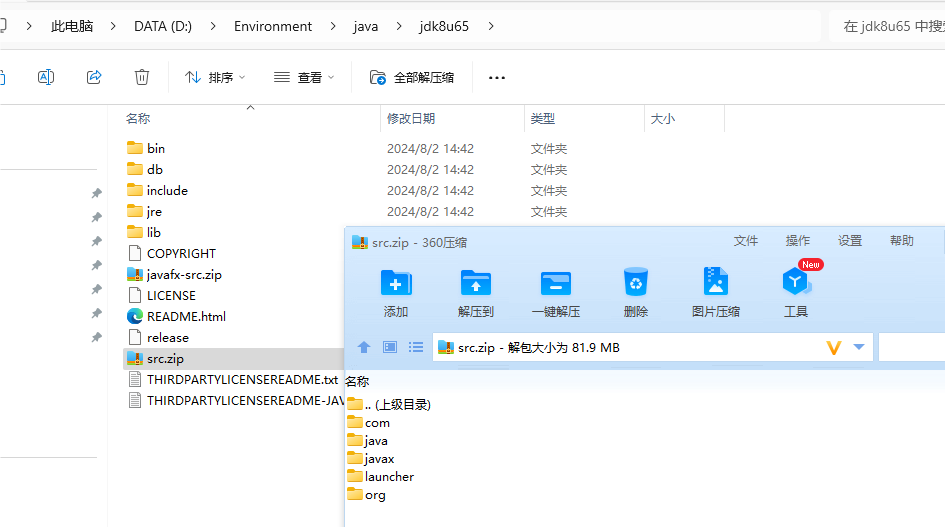 此电脑 DATA (D:) Environment java jdk8u65 在 jdk8u65 中搜
排序 查看 全部解压缩
名称 修改日期 类型 大小
bin 2024/8/2 14:42 文件夹
db 2024/8/2 14:42 文件夹
include 2024/8/2 14:42 文件夹
jre 2024/8/2 14:42 文件夹
lib
COPYRIGHT
javafx-src.zip
LICENSE
README.html
release
src.zip
THIRDPARTYLICENSEREADME.txt
THIRDPARTYLICENSEREADME-JAV
src.zip - 360压缩 文件 操作 设置 帮助
New
添加 解压到 一键解压 删除 图片压缩 工具
src.zip - 解包大小为 81.9 MB
名称
.. (上级目录)
com
java
javax
launcher
org